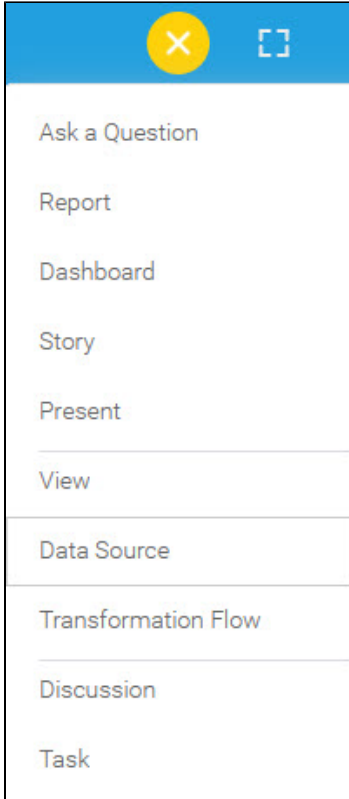 Ask a Question
Report
Dashboard
Story
Present
View
Data Source
Transformation Flow
Discussion
Task